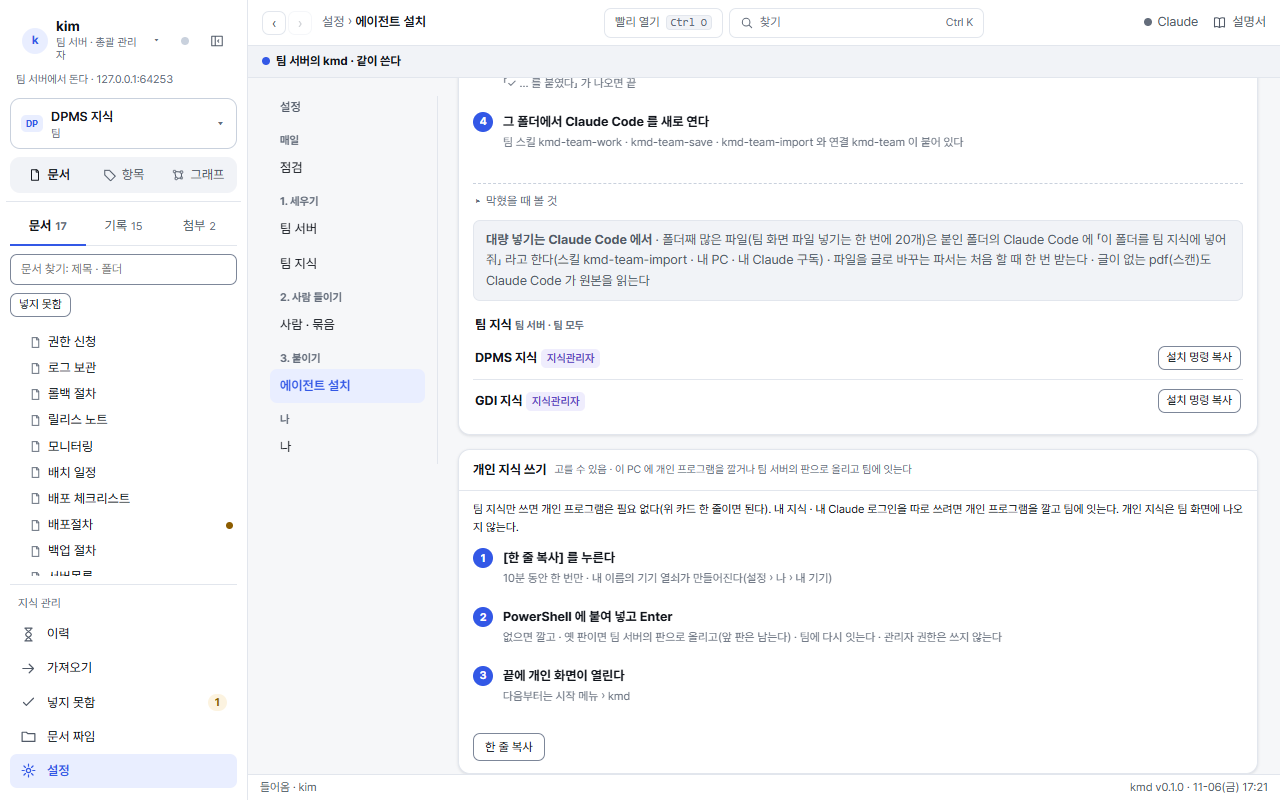 k
kim
팀 서버 · 총괄 관리
자
팀 서버에서 돈다 · 127.0.0.1:64253
DP
DPMS 지식
팀
문서
항목
그래프
문서 17
기록 15
첨부 2
문서 찾기: 제목 · 폴더
넣지 못함
권한 신청
로그 보관
롤백 절차
릴리스 노트
모니터링
배치 일정
배포 체크리스트
배포절차
백업 절차
지식 관리
이력
가져오기
넣지 못함
1
문서 짜임
설정
설정 › 에이전트 설치
빨리 열기 Ctrl O
찾기
Ctrl K
Claude
설명서
팀 서버의 kmd · 같이 쓴다
설정
매일
점검
1. 세우기
팀 서버
팀 지식
2. 사람 들이기
사람 · 묶음
3. 붙이기
에이전트 설치
나
나
「✓ ... 를 붙였다」 가 나오면 끝
4
그 폴더에서 Claude Code 를 새로 연다
팀 스킬 kmd-team-work · kmd-team-save · kmd-team-import 와 연결 kmd-team 이 붙어 있다
▸ 막혔을 때 볼 것
대량 넣기는 Claude Code 에서 · 폴더째 많은 파일(팀 화면 파일 넣기는 한 번에 20개)은 붙인 폴더의 Claude Code 에 「이 폴더를 팀 지식에 넣어
줘」 라고 한다(스킬 kmd-team-import · 내 PC · 내 Claude 구독) · 파일을 글로 바꾸는 파서는 처음 할 때 한 번 받는다 · 글이 없는 pdf(스캔)도
Claude Code 가 원본을 읽는다
팀 지식 팀 서버 · 팀 모두
DPMS 지식 지식관리자
설치 명령 복사
GDI 지식 지식관리자
설치 명령 복사
개인 지식 쓰기 고를 수 있음 · 이 PC 에 개인 프로그램을 깔거나 팀 서버의 판으로 올리고 팀에 잇는다
팀 지식만 쓰면 개인 프로그램은 필요 없다(위 카드 한 줄이면 된다). 내 지식 · 내 Claude 로그인을 따로 쓰려면 개인 프로그램을 깔고 팀에 잇는다. 개인 지식은 팀 화면에 나오
지 않는다.
1
[한 줄 복사] 를 누른다
10분 동안 한 번만 · 내 이름의 기기 열쇠가 만들어진다(설정 › 나 › 내 기기)
2
PowerShell 에 붙여 넣고 Enter
없으면 깔고 · 옛 판이면 팀 서버의 판으로 올리고(앞 판은 남는다) · 팀에 다시 잇는다 · 관리자 권한은 쓰지 않는다
3
끝에 개인 화면이 열린다
다음부터는 시작 메뉴 › kmd
한 줄 복사
들어옴 · kim
kmd v0.1.0 · 11-06(금) 17:21